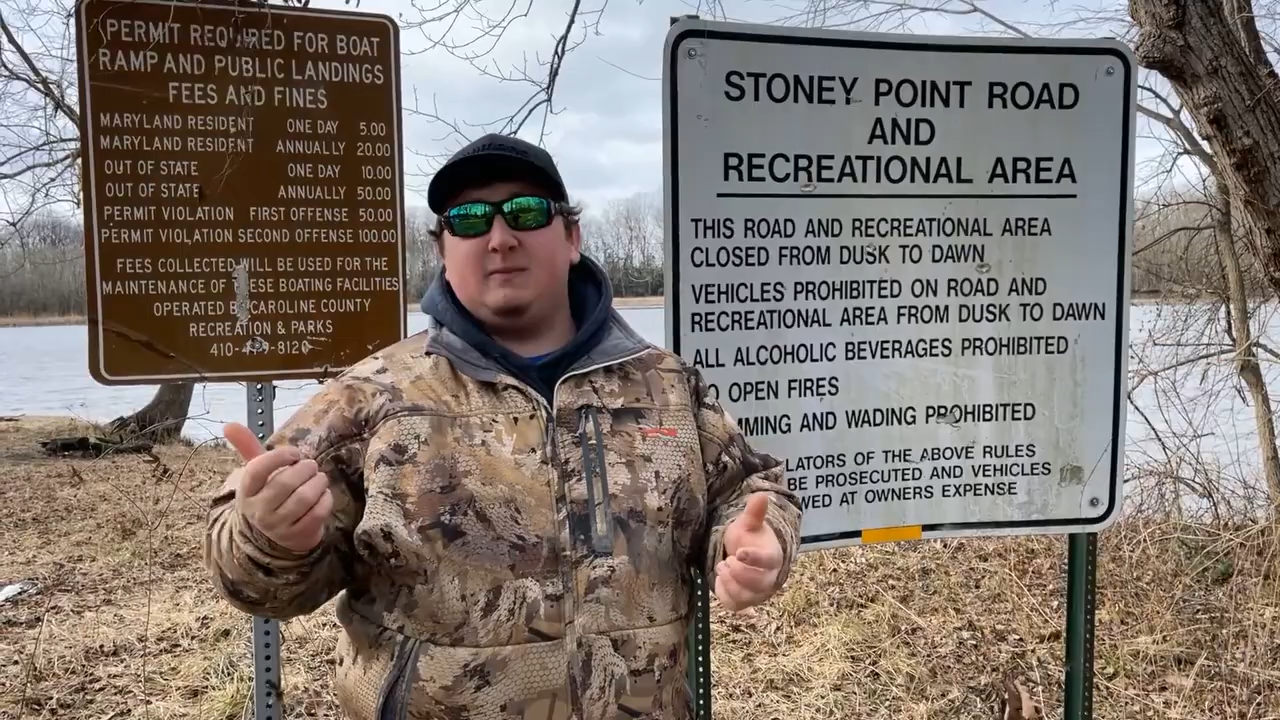 PERMIT REQUIRED FOR BOAT
RAMP AND PUBLIC LANDINGS
FEES AND FINES
MARYLAND RESIDENT ONE DAY 5.00
MARYLAND RESIDENT ANNUALLY 20.00
OUT OF STATE ONE DAY 10.00
OUT OF STATE ANNUALLY 50.00
PERMIT VIOLATION FIRST OFFENSE 50.00
PERMIT VIOLATION SECOND OFFENSE 100.00
FEES COLLECTED WILL BE USED FOR THE
MAINTENANCE OF THESE BOATING FACILITIES
OPERATED BY CAROLINE COUNTY
RECREATION & PARKS
STONEY POINT ROAD
AND
RECREATIONAL AREA
THIS ROAD AND RECREATIONAL AREA
CLOSED FROM DUSK TO DAWN
VEHICLES PROHIBITED ON ROAD AND
RECREATIONAL AREA FROM DUSK TO DAWN
ALL ALCOHOLIC BEVERAGES PROHIBITED
O OPEN FIRES
MMING AND WADING PROHIBITED
LATORS OF THE ABOVE RULES
BE PROSECUTED AND VEHICLES
WED AT OWNERS EXPENSE